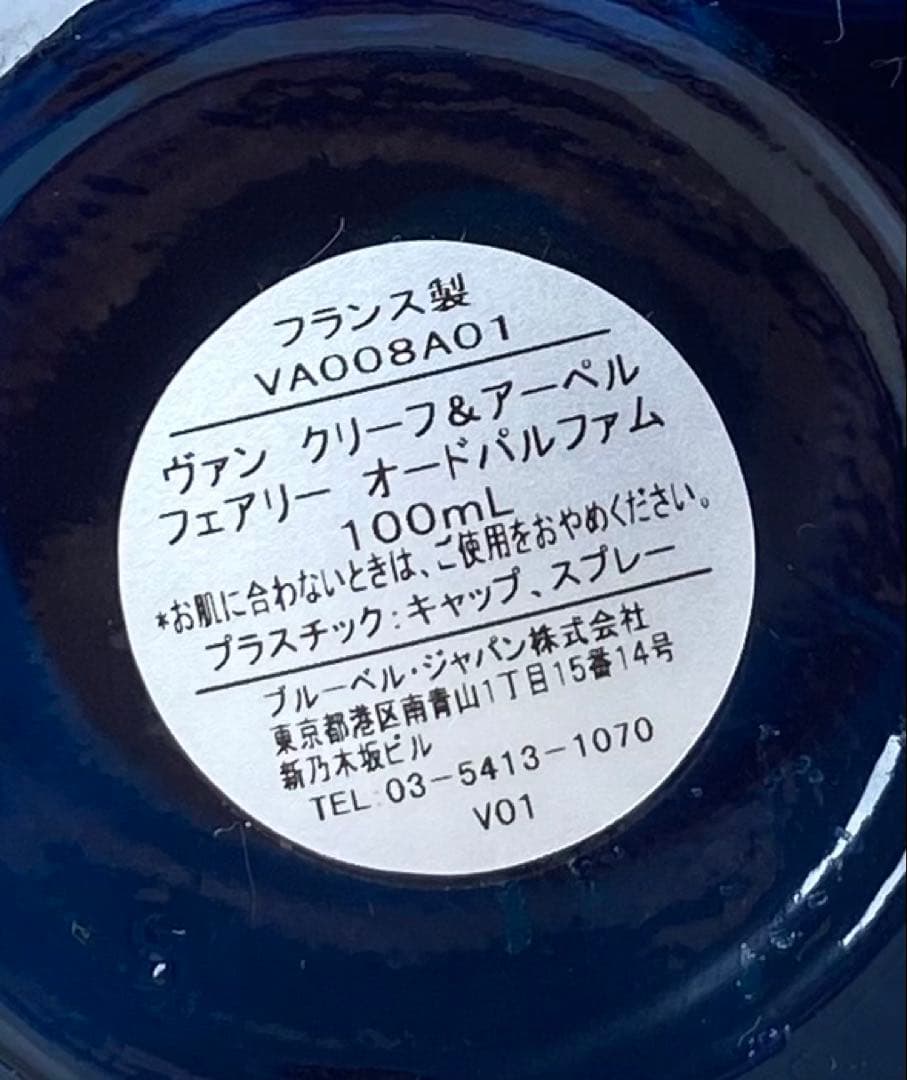 フランス製
VA008A01
ヴァン クリーフ&アーペル
フェアリー オードパルファム
100mL
*お肌に合わないときは、ご使用をおやめください。
プラスチック:キャップ、スプレー
ブルーベル・ジャパン株式会社
東京都港区南青山1丁目15番14号
新乃木坂ビル
TEL:03-5413-1070
V01